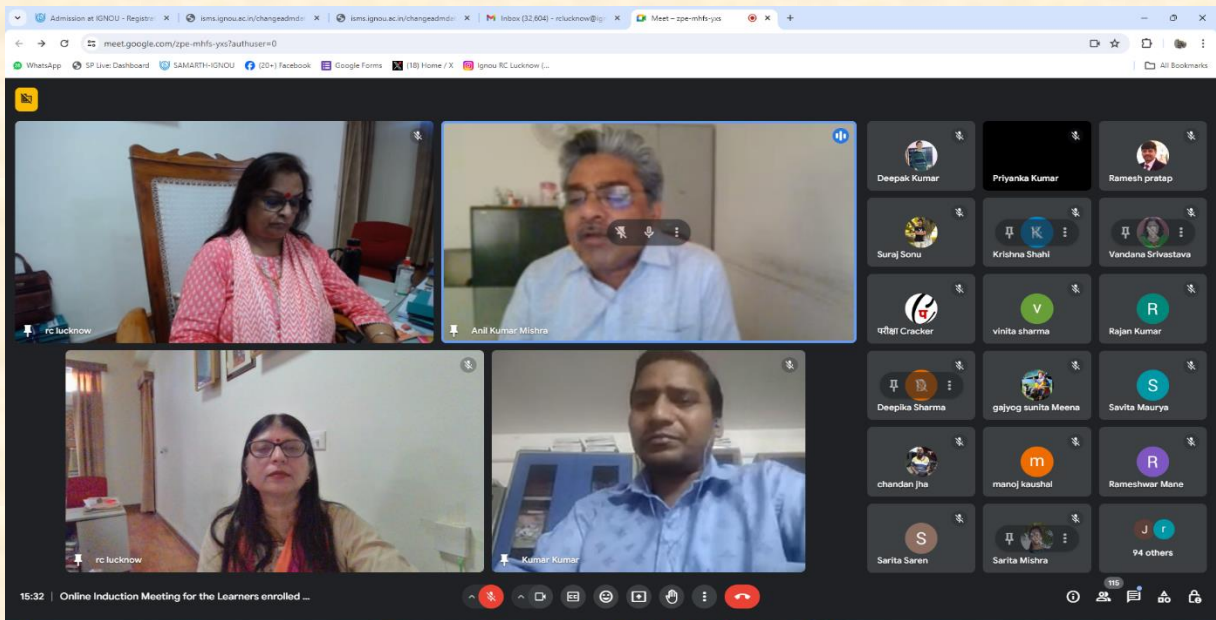 Admission at IGNOU - Registrat
isms.ignou.ac.in/changeadmdat
isms.ignou.ac.in/changeadmdat
Inbox (32,604) - rclucknow@ig
Meet – zpe-mhfs-yxs
meet.google.com/zpe-mhfs-yxs?authuser=0
WhatsApp
SP Live: Dashboard
SAMARTH-IGNOU
(20+) Facebook
Google Forms
(18) Home / X
Ignou RC Lucknow (...
All Bookmarks
rc lucknow
Anil Kumar Mishra
Deepak Kumar
Priyanka Kumar
Ramesh pratap
Suraj Sonu
K
Krishna Shahi
Vandana Srivastava
प
परीक्षा Cracker
v
vinita sharma
R
Rajan Kumar
rc lucknow
Kumar Kumar
Deepika Sharma
gajyog sunita Meena
S
Savita Maurya
chandan jha
m
manoj kaushal
R
Rameshwar Mane
S
Sarita Saren
Sarita Mishra
J r
94 others
15:32 | Online Induction Meeting for the Learners enrolled ...
CC
115